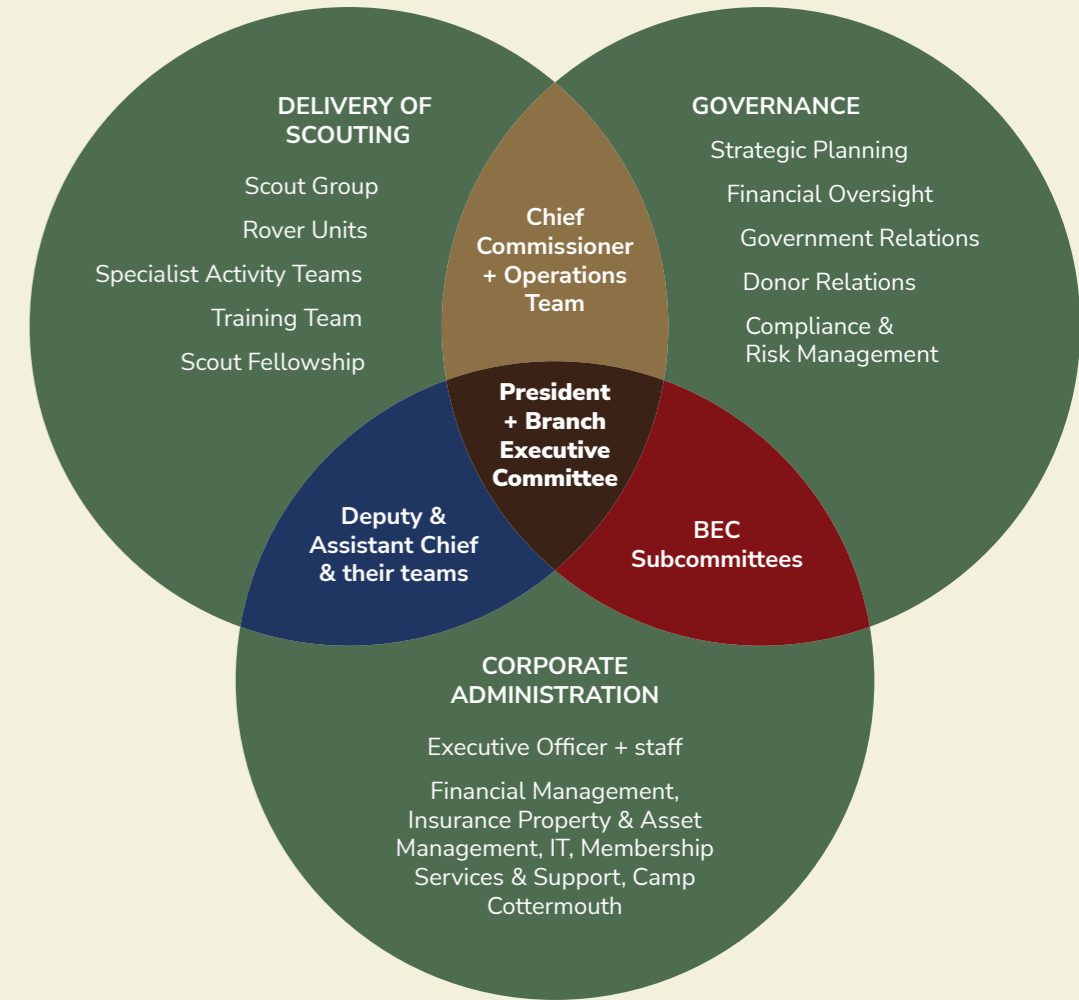 DELIVERY OF
SCOUTING
Scout Group
Rover Units
Specialist Activity Teams
Training Team
Scout Fellowship
Chief
Commissioner
+ Operations
Team
GOVERNANCE
Strategic Planning
Financial Oversight
Government Relations
Donor Relations
Compliance &
Risk Management
President
+ Branch
Executive
Committee
Deputy &
Assistant Chief
& their teams
BEC
Subcommittees
CORPORATE
ADMINISTRATION
Executive Officer + staff
Financial Management,
Insurance Property & Asset
Management, IT, Membership
Services & Support, Camp
Cottermouth